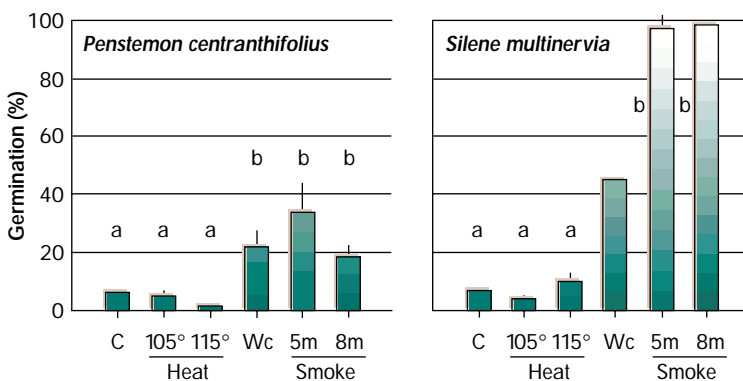 Penstemon centranthifolius
Germination (%)
100
80
60
40
20
0
a a a b b b
C 105° 115° Wc 5m 8m
Heat Smoke
Silene multinervia
a a a b b
C 105° 115° Wc 5m 8m
Heat Smoke